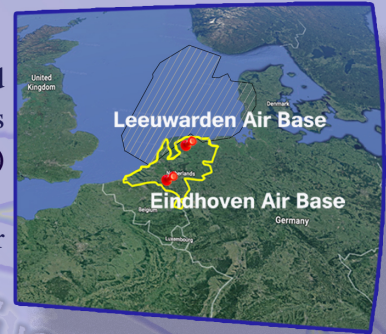 United
Kingdom
Denmark
Leeuwarden Air Base
Netherlands
Eindhoven Air Base
Belgium
Germany
Luxembourg